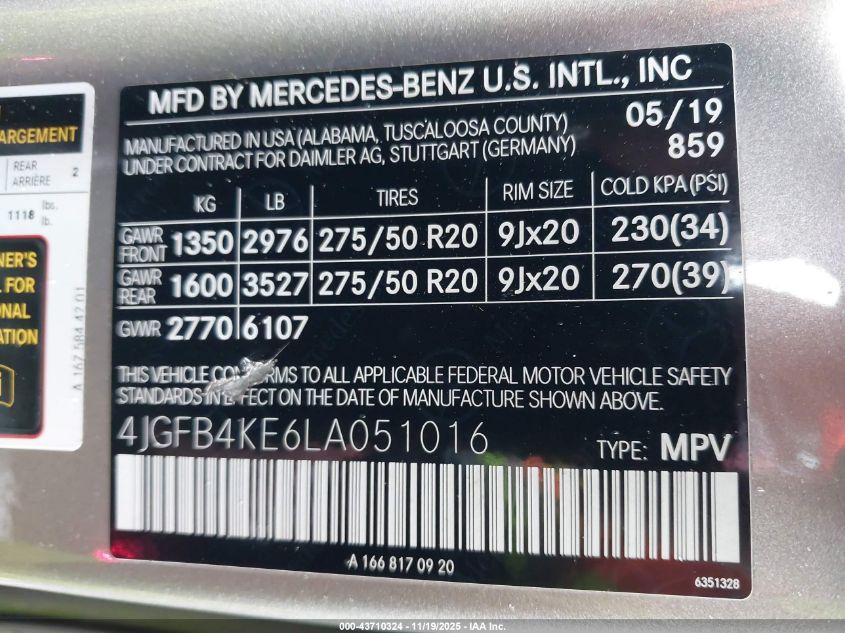 MFD BY MERCEDES-BENZ U.S. INTL., INC
MANUFACTURED IN USA (ALABAMA, TUSCALOOSA COUNTY) 05/19
UNDER CONTRACT FOR DAIMLER AG, STUTTGART (GERMANY) 859
KG LB TIRES RIM SIZE COLD KPA (PSI)
GAWR FRONT 1350 2976 275/50 R20 9Jx20 230(34)
GAWR REAR 1600 3527 275/50 R20 9Jx20 270(39)
GVWR 2770 6107
THIS VEHICLE CONFORMS TO ALL APPLICABLE FEDERAL MOTOR VEHICLE SAFETY
STANDARDS IN EFFECT ON THE DATE OF MANUFACTURE SHOWN ABOVE.
4JGFB4KE6LA051016 TYPE: MPV
A 166 817 09 20
6351328
ARGEMENT
REAR
ARRIÈRE 2
1118 lbs.
lb.
NER'S
L FOR
ONAL
ATION
A 167 584 42 01
000-43710324 - 11/19/2025 - IAA Inc.